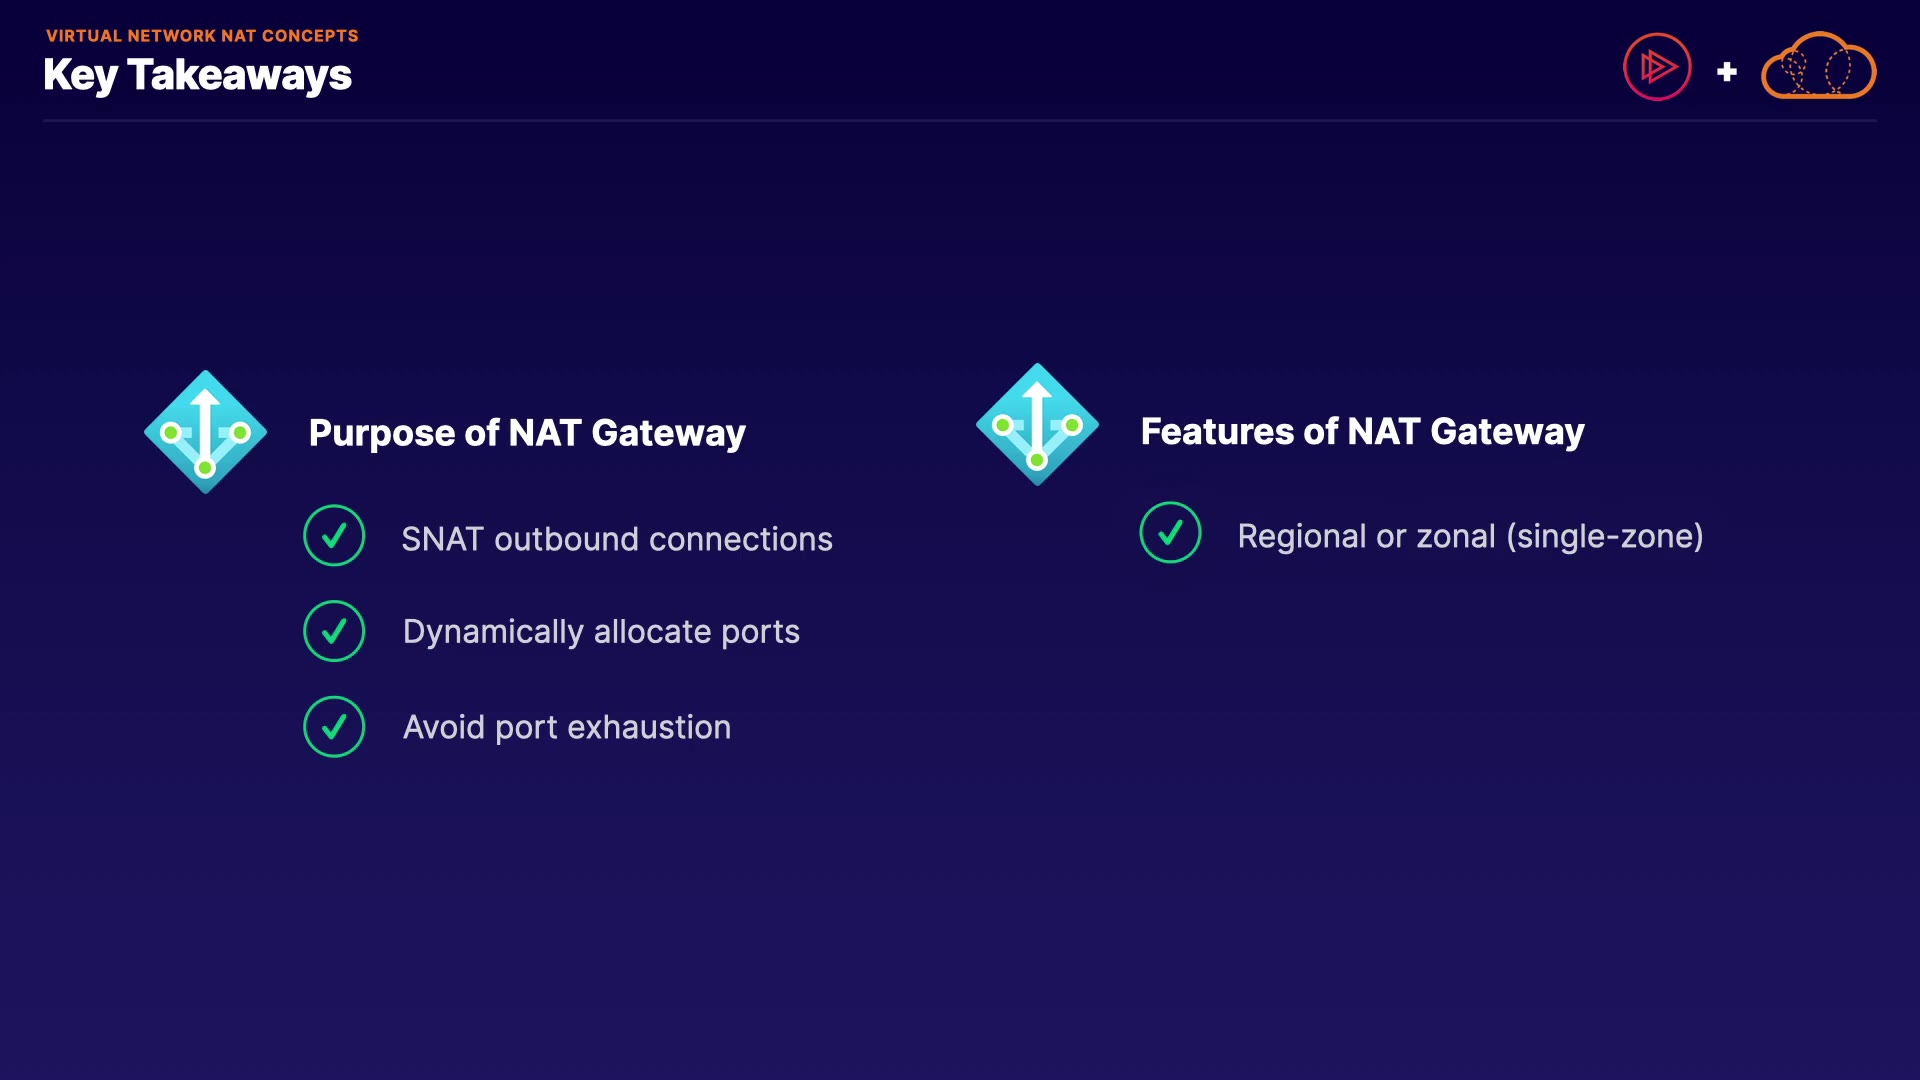 VIRTUAL NETWORK NAT CONCEPTS
Key Takeaways
+
Purpose of NAT Gateway
SNAT outbound connections
Dynamically allocate ports
Avoid port exhaustion
Features of NAT Gateway
Regional or zonal (single-zone)